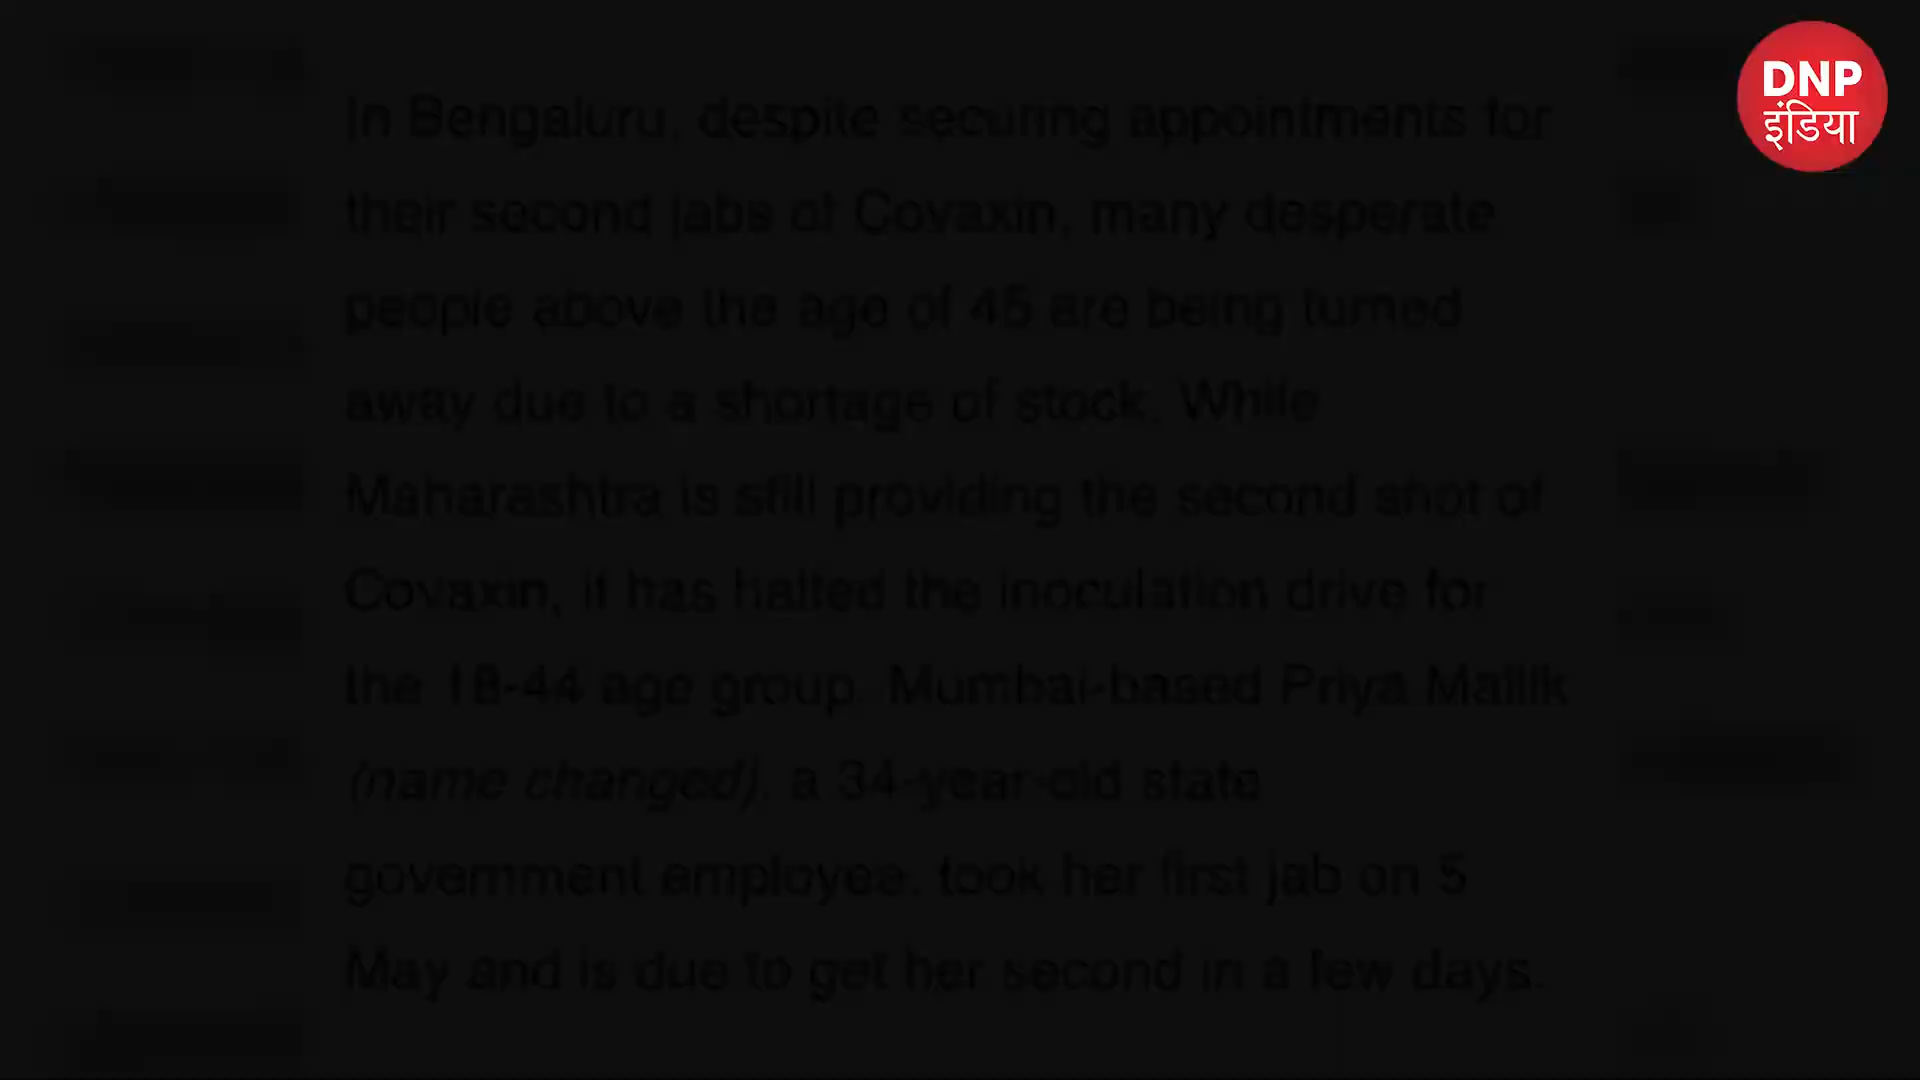 DNP
इंडिया
In Bengaluru, despite securing appointments for
their second jabs of Covaxin, many desperate
people above the age of 45 are being turned
away due to a shortage of stock. While
Maharashtra is still providing the second shot of
Covaxin, it has halted the inoculation drive for
the 18-44 age group. Mumbai-based Priya Mallik
(name changed), a 34-year-old state
government employee, took her first jab on 5
May and is due to get her second in a few days.